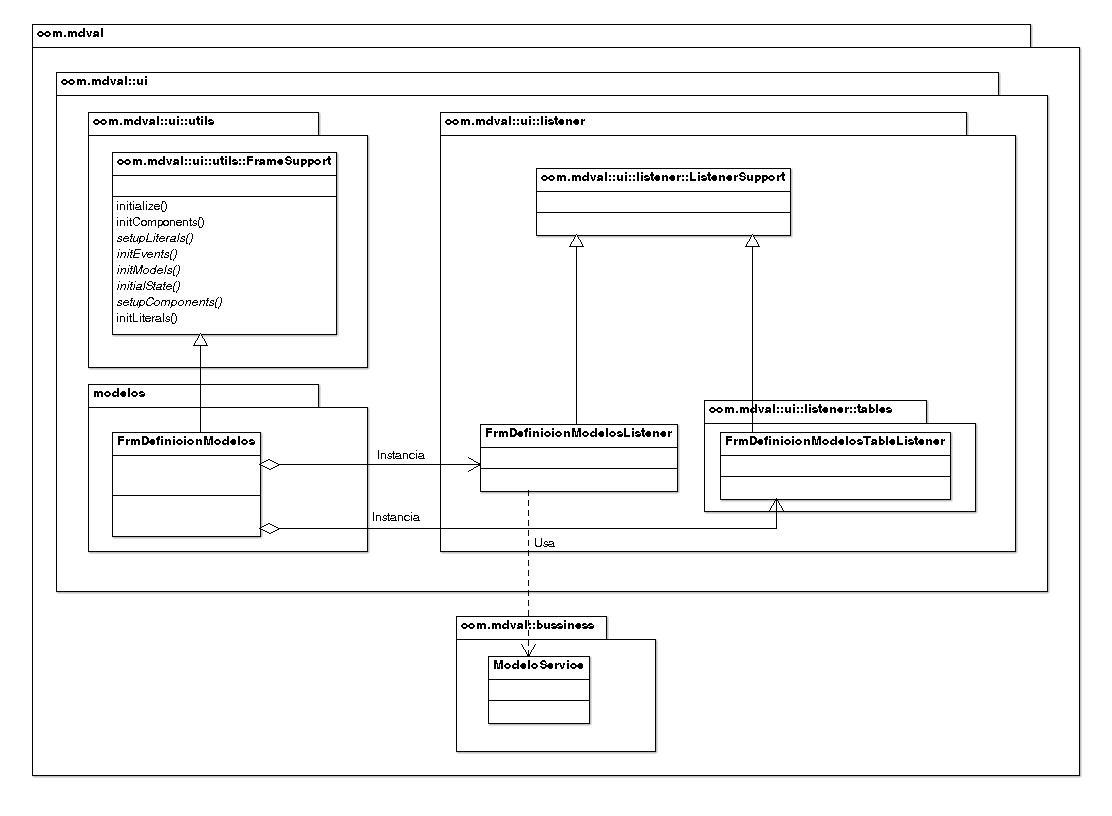 com.mdval
com.mdval::ui
com.mdval::ui::utils
com.mdval::ui::utils::FrameSupport
initialize()
initComponents()
setupLiterals()
initEvents()
initModels()
initialState()
setupComponents()
initLiterals()
com.mdval::ui::listener
com.mdval::ui::listener::ListenerSupport
modelos
FrmDefinicionModelos
Instancia
Instancia
FrmDefinicionModelosListener
com.mdval::ui::listener::tables
FrmDefinicionModelosTableListener
Usa
com.mdval::bussiness
ModeloService